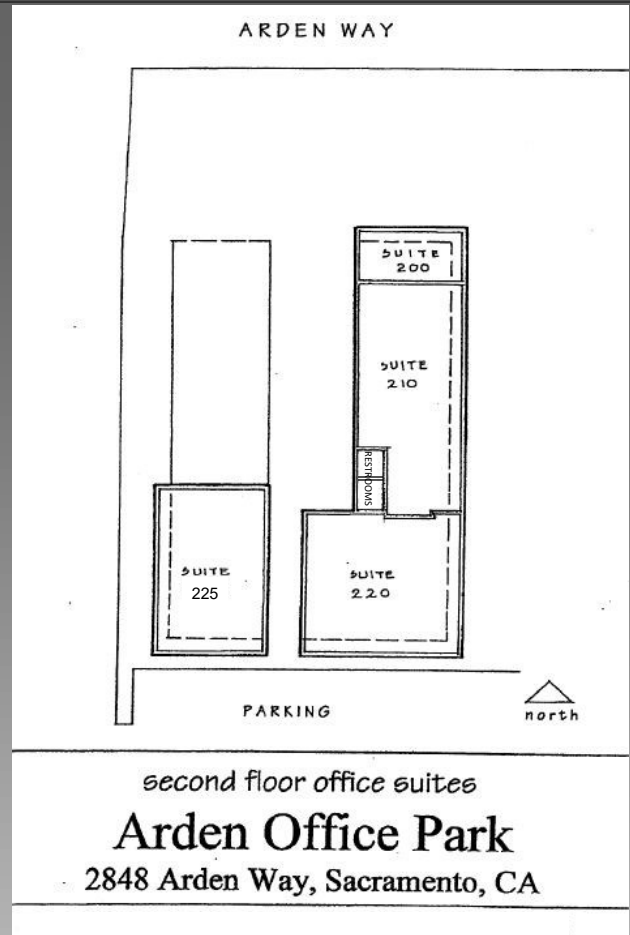 ARDEN WAY
SUITE
200
SUITE
210
RESTROOMS
SUITE
225
SUITE
220
PARKING
north
second floor office suites
Arden Office Park
2848 Arden Way, Sacramento, CA